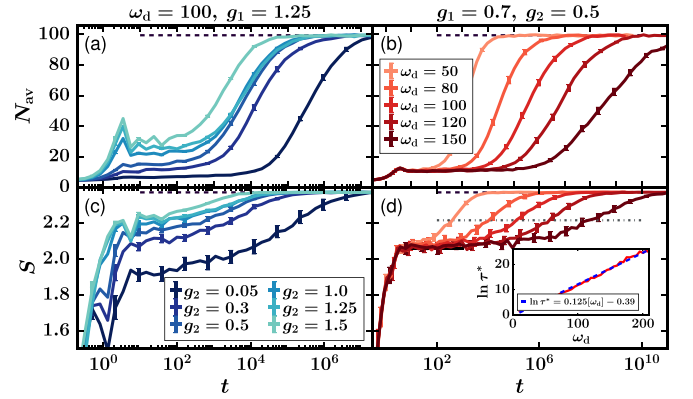 ω_d = 100, g_1 = 1.25
g_1 = 0.7, g_2 = 0.5
(a)
(b)
N_av
100
80
60
40
20
0
ω_d = 50
ω_d = 80
ω_d = 100
ω_d = 120
ω_d = 150
(c)
(d)
S
2.2
2.0
1.8
1.6
g_2 = 0.05
g_2 = 0.3
g_2 = 0.5
g_2 = 1.0
g_2 = 1.25
g_2 = 1.5
ln τ*
20
0
ln τ* = 0.125[ω_d] − 0.39
0 100 200
ω_d
10^0 10^2 10^4 10^6
10^2 10^6 10^10
t
t